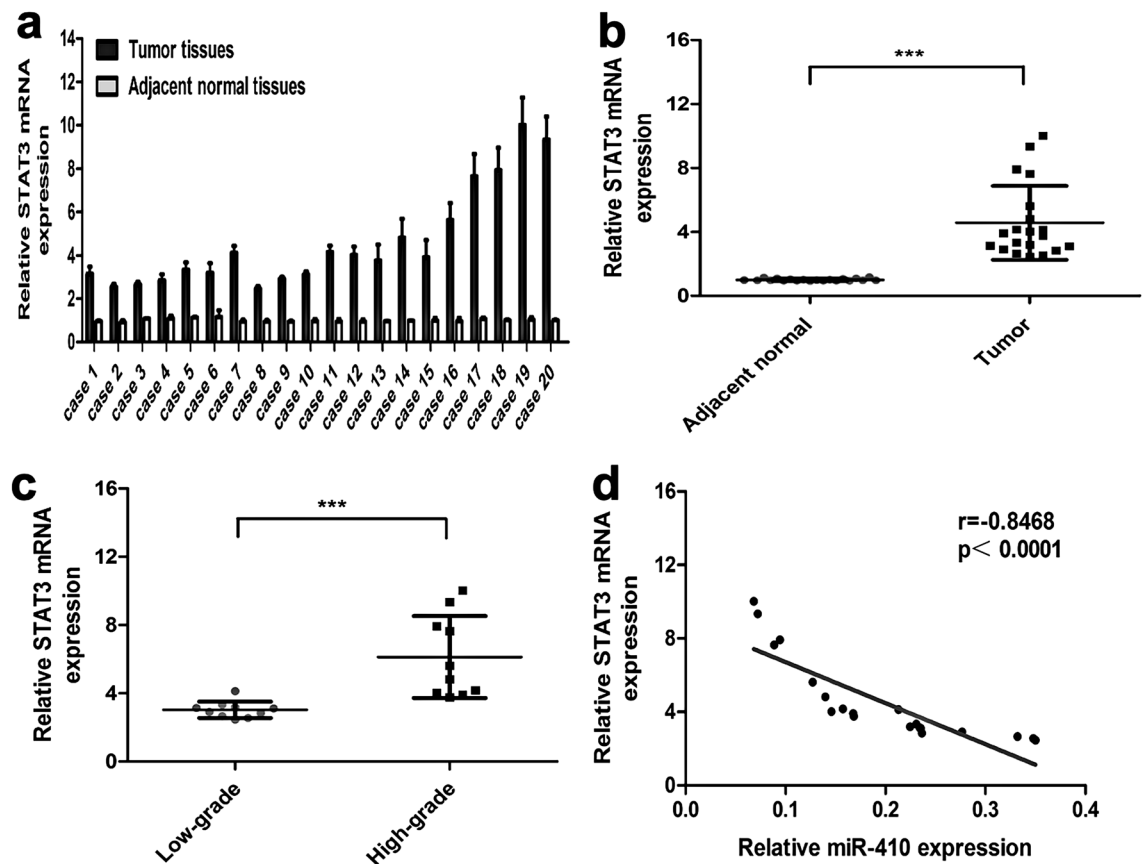 a
Relative STAT3 mRNA
expression
14
12
10
8
6
4
2
0
Tumor tissues
Adjacent normal tissues
case 1
case 2
case 3
case 4
case 5
case 6
case 7
case 8
case 9
case 10
case 11
case 12
case 13
case 14
case 15
case 16
case 17
case 18
case 19
case 20
b
Relative STAT3 mRNA
expression
16
12
8
4
0
***
Adjacent normal
Tumor
c
Relative STAT3 mRNA
expression
16
12
8
4
0
***
Low-grade
High-grade
d
Relative STAT3 mRNA
expression
16
12
8
4
0
r=-0.8468
p< 0.0001
0.0 0.1 0.2 0.3 0.4
Relative miR-410 expression